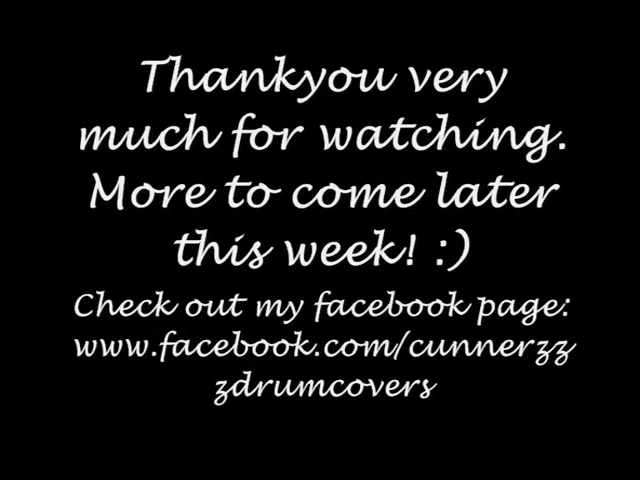 Thankyou very
much for watching.
More to come later
this week! :)
Check out my facebook page:
www.facebook.com/cunnerzz
zdrumcovers